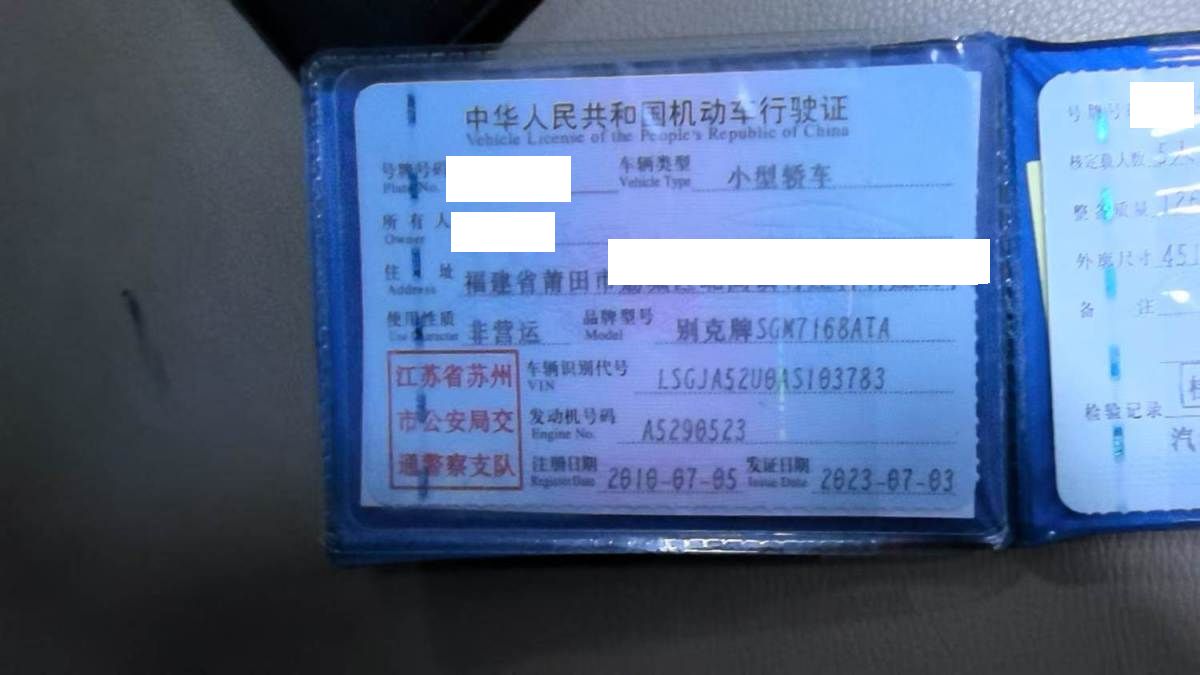 中华人民共和国机动车行驶证
Vehicle License of the People's Republic of China
号牌号码
Plate No.
车辆类型 小型轿车
Vehicle Type
所有人
Owner
住址 福建省莆田市
Address
使用性质 非营运
Use Character
品牌型号 别克牌SGM7168ATA
Model
江苏省苏州
市公安局交
通警察支队
车辆识别代号 LSGJA52U0AS103783
VIN
发动机号码 A5290523
Engine No.
注册日期 2010-07-05
Register Date
发证日期 2023-07-03
Issue Date
号牌号
核定载人数 5人
整备质量 126
外廓尺寸 45
备注
检验记录
汽